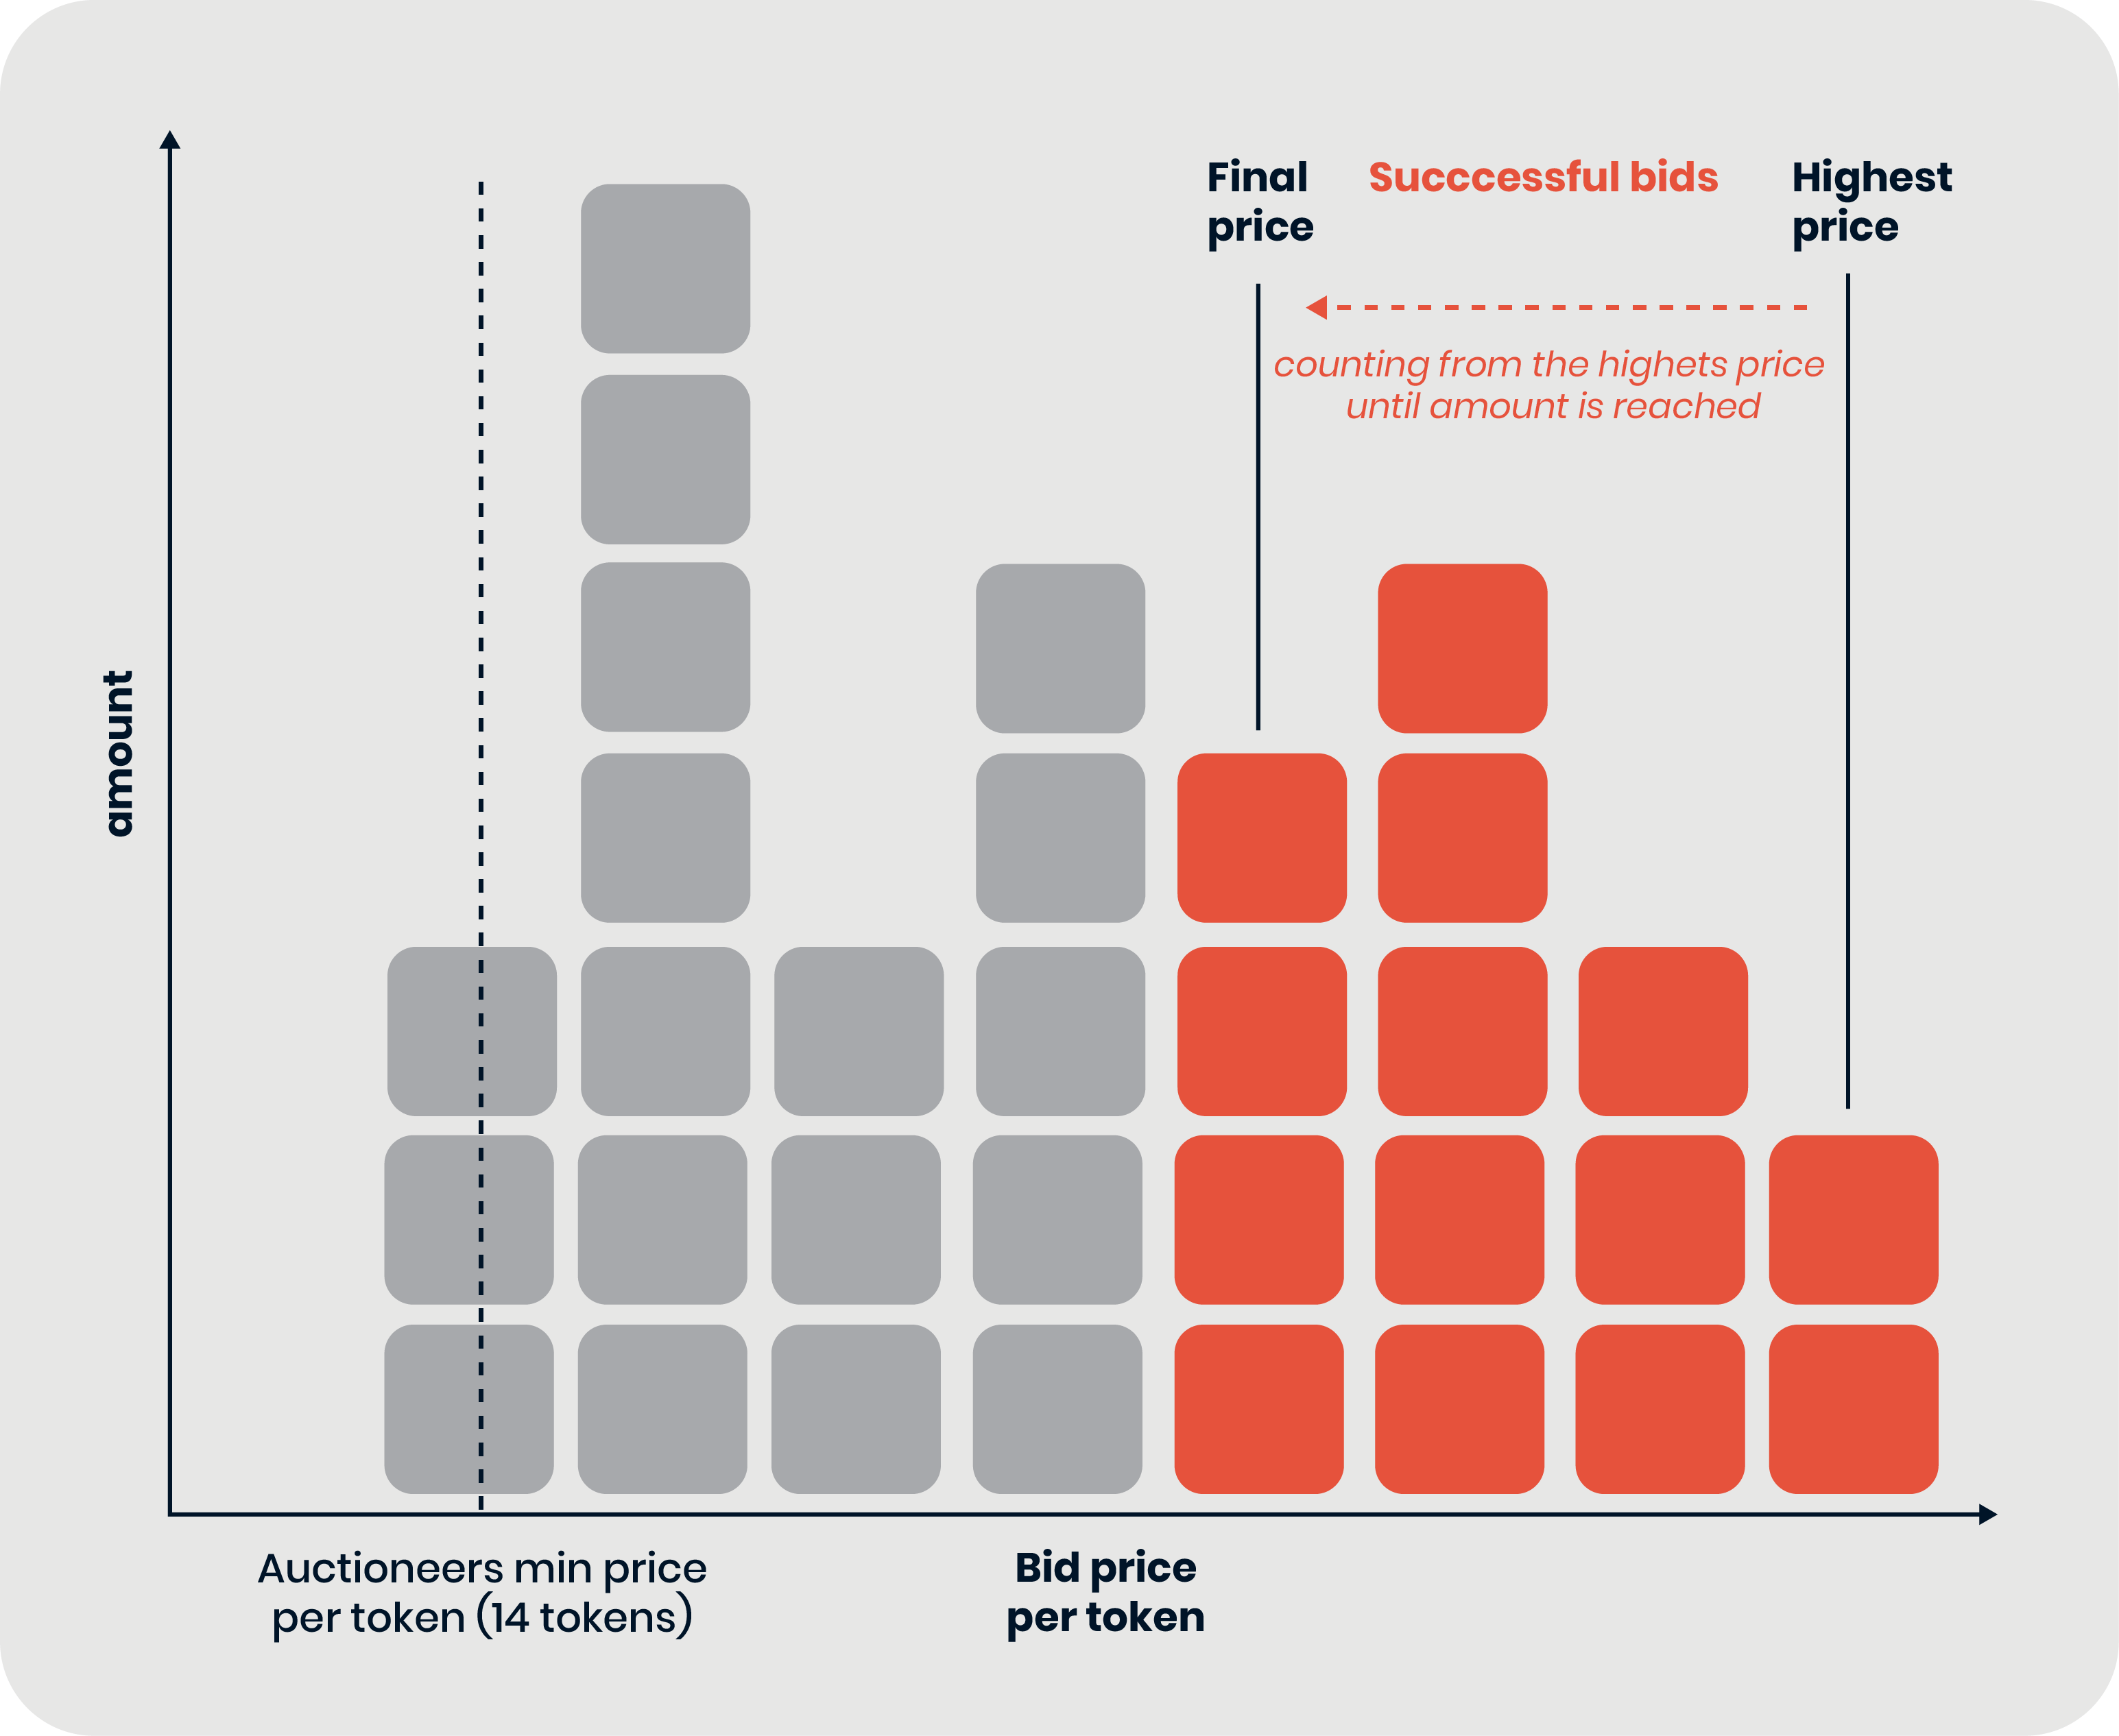 Final
price
Succcessful bids
Highest
price
counting from the highets price
until amount is reached
amount
Auctioneers min price
per token (14 tokens)
Bid price
per token